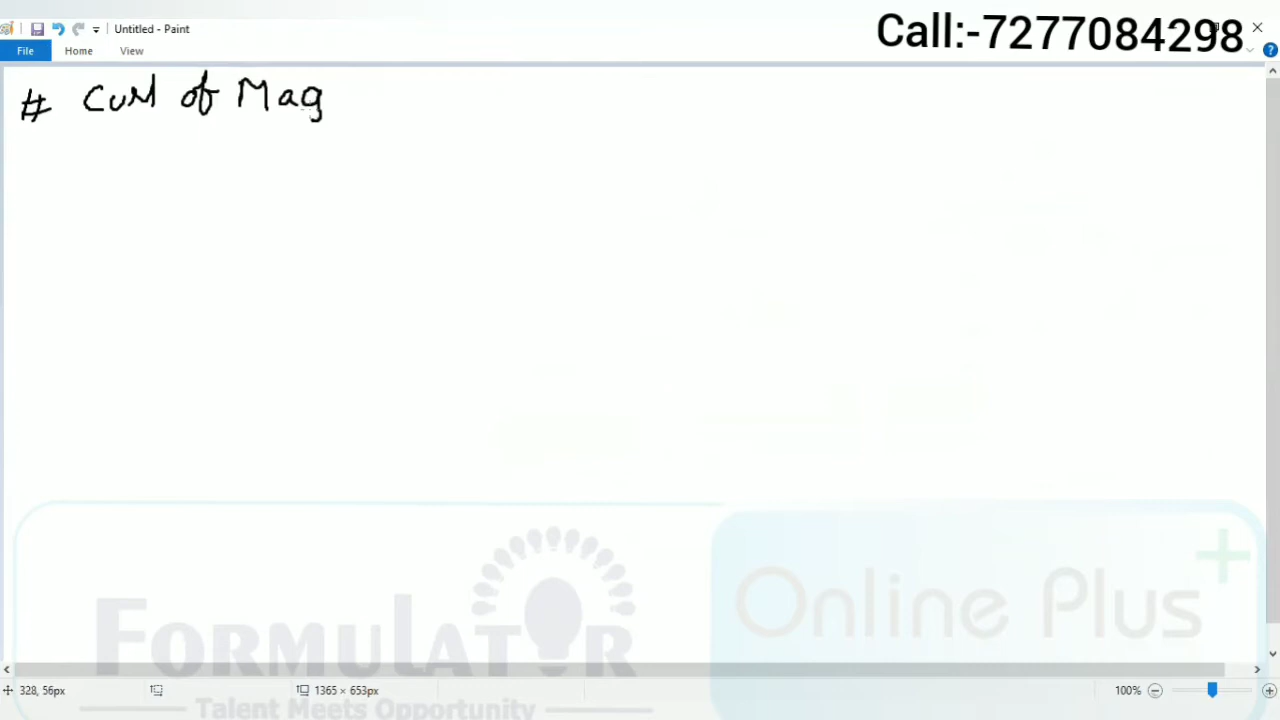 Untitled - Paint
Call:-7277084298
File Home View
# Curl of Mag
FORMULATOR
Talent Meets Opportunity
Online Plus +
328, 56px
1365 × 653px
100%